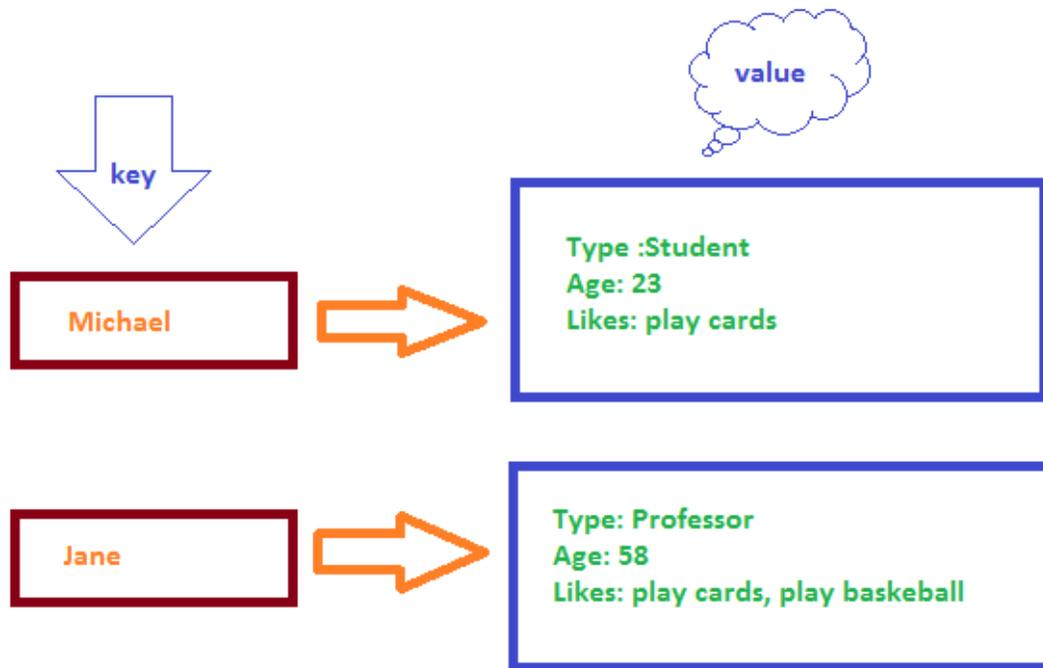 value
key
Type :Student
Age: 23
Likes: play cards
Michael
Type: Professor
Age: 58
Likes: play cards, play baskeball
Jane